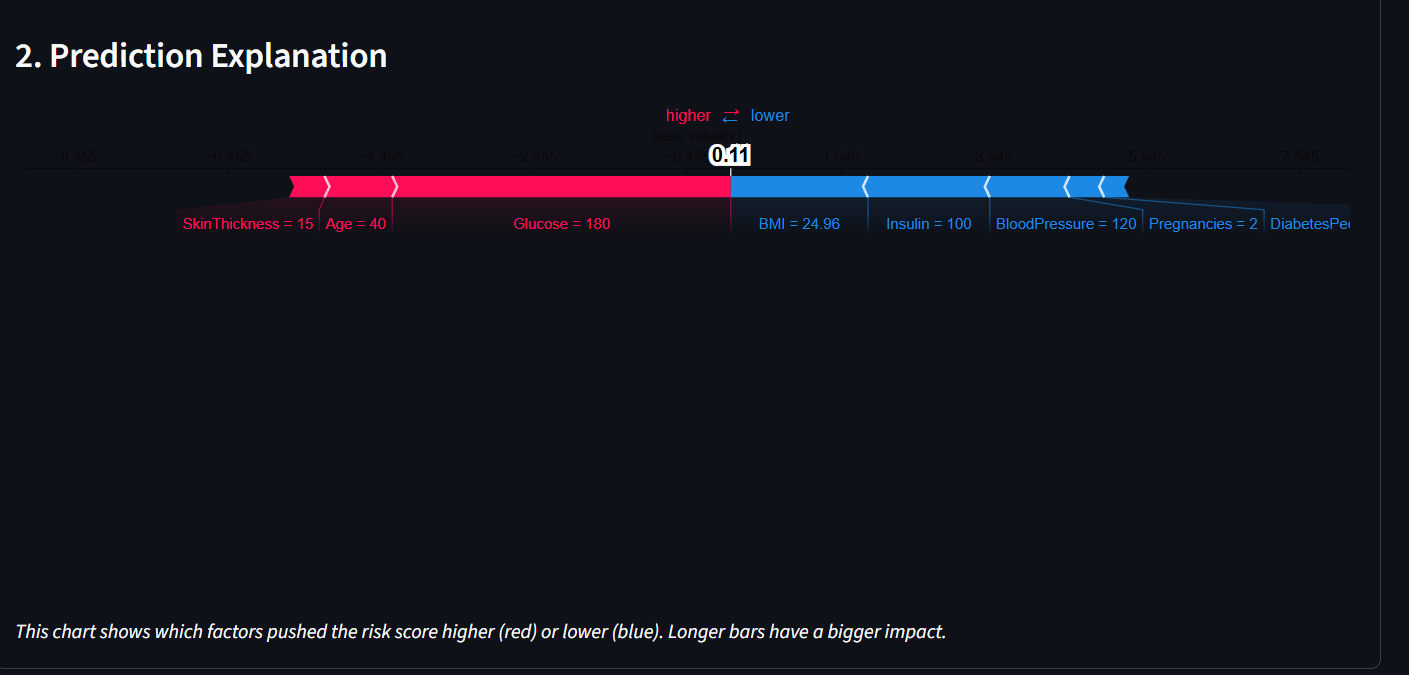 2. Prediction Explanation
higher ⇄ lower
base value
−8.455 −6.455 −4.455 −2.455 0.11 1.545 3.545 5.545 7.545
SkinThickness = 15 Age = 40 Glucose = 180 BMI = 24.96 Insulin = 100 BloodPressure = 120 Pregnancies = 2 DiabetesPe
This chart shows which factors pushed the risk score higher (red) or lower (blue). Longer bars have a bigger impact.